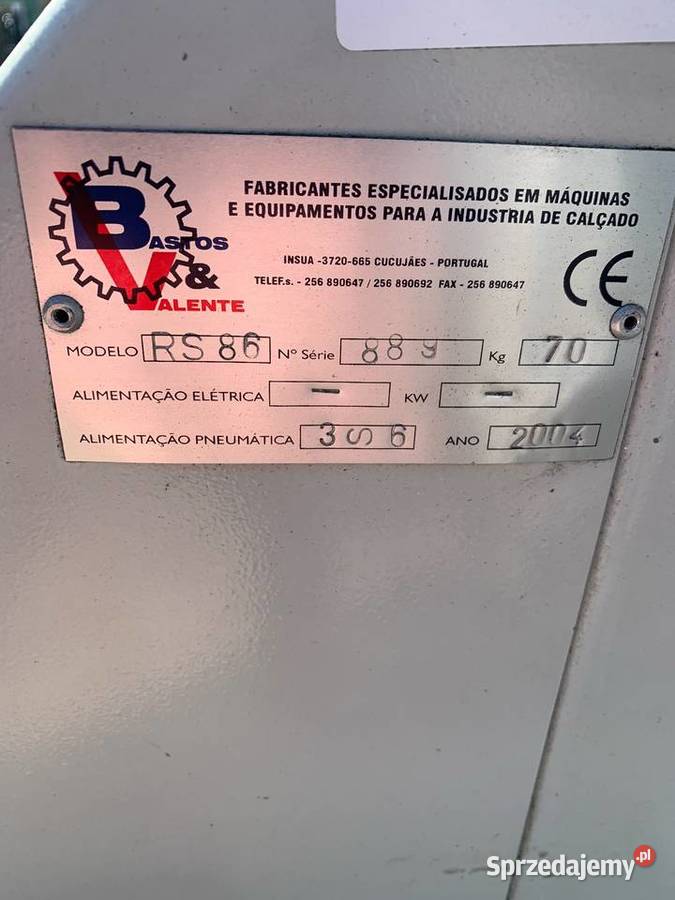 BASTOS
&
VALENTE
FABRICANTES ESPECIALISADOS EM MÁQUINAS
E EQUIPAMENTOS PARA A INDUSTRIA DE CALÇADO
INSUA -3720-665 CUCUJÃES - PORTUGAL
TELEF.s. - 256 890647 / 256 890692 FAX - 256 890647
CE
MODELO RS 86 Nº Série 889 Kg 70
ALIMENTAÇÃO ELÉTRICA - KW -
ALIMENTAÇÃO PNEUMÁTICA 3 S 6 ANO 2004
Sprzedajemy.pl